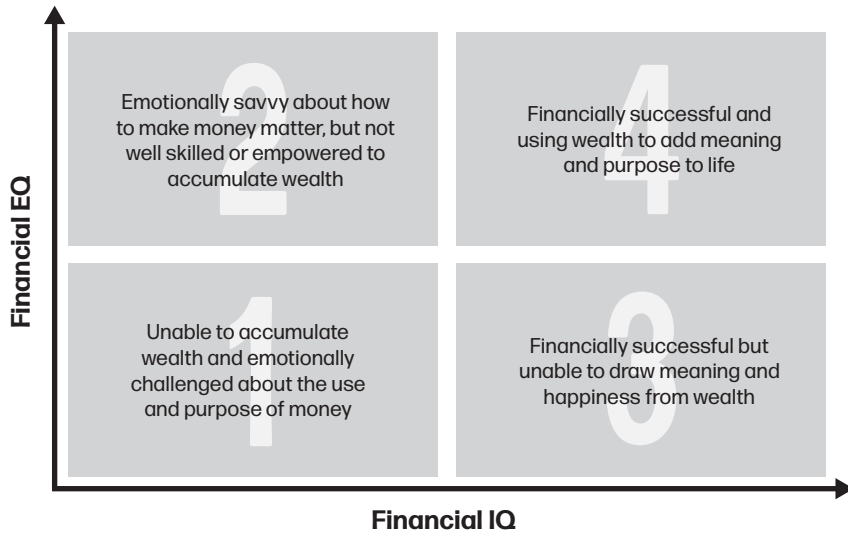 Financial EQ
2
Emotionally savvy about how
to make money matter, but not
well skilled or empowered to
accumulate wealth
4
Financially successful and
using wealth to add meaning
and purpose to life
1
Unable to accumulate
wealth and emotionally
challenged about the use
and purpose of money
3
Financially successful but
unable to draw meaning and
happiness from wealth
Financial IQ